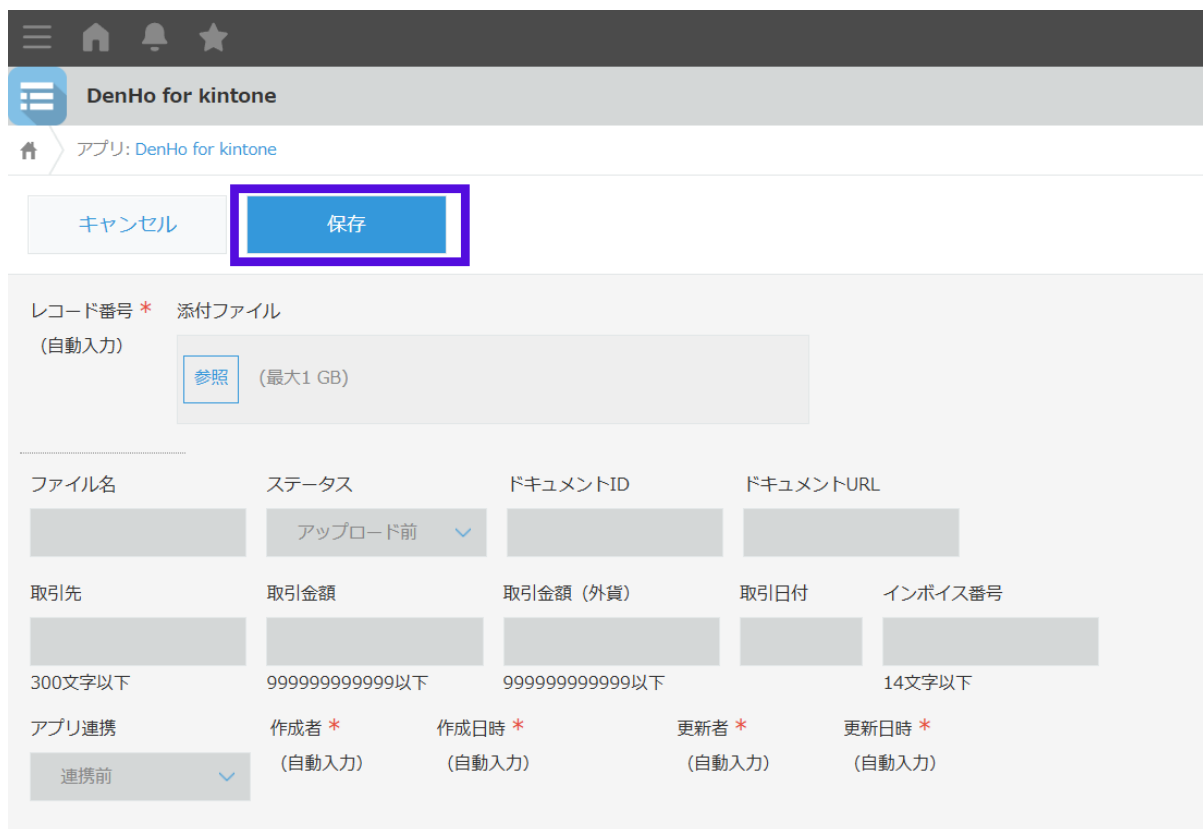 DenHo for kintone
アプリ: DenHo for kintone
キャンセル 保存
レコード番号 * 添付ファイル
(自動入力)
参照 (最大1 GB)
ファイル名 ステータス ドキュメントID ドキュメントURL
アップロード前
取引先 取引金額 取引金額（外貨） 取引日付 インボイス番号
300文字以下 999999999999以下 999999999999以下 14文字以下
アプリ連携 作成者 * 作成日時 * 更新者 * 更新日時 *
(自動入力) (自動入力) (自動入力) (自動入力)
連携前